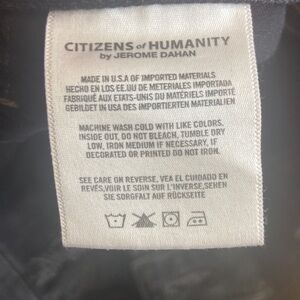 CITIZENS of HUMANITY
by JEROME DAHAN
MADE IN U.S.A OF IMPORTED MATERIALS
HECHO EN LOS EE.UU DE METERIALES IMPORTADA
FABRIQUÉ AUX ETATS-UNIS DU MATÉRIELS IMPORTÉ
GEBILDET IN USA DES IMPORTIERTEN MATERIALIEN
MACHINE WASH COLD WITH LIKE COLORS.
INSIDE OUT, DO NOT BLEACH, TUMBLE DRY
LOW, IRON MEDIUM IF NECESSARY, IF
DECORATED OR PRINTED DO NOT IRON.
SEE CARE ON REVERSE, VEA EL CUIDADO EN
REVÉS,VOIR LE SOIN SUR L'INVERSE,SEHEN
SIE SORGFALT AUF RÜCKSEITE